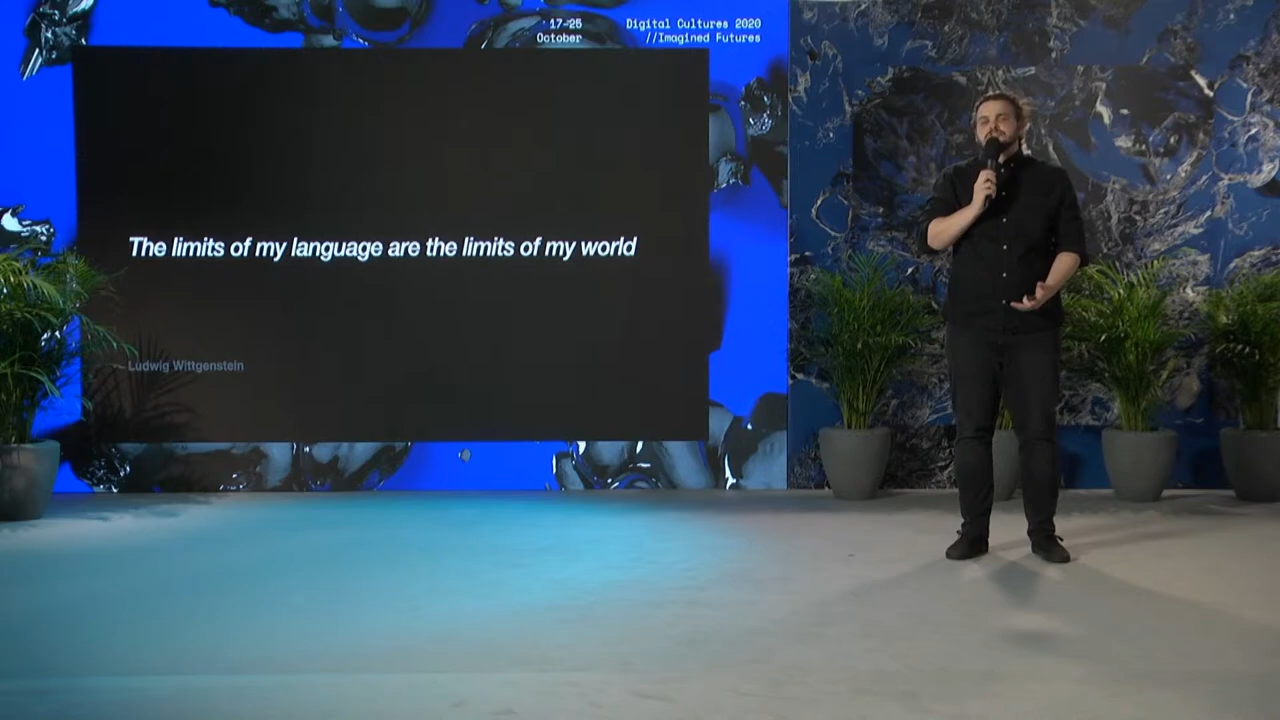 17-25
October
Digital Cultures 2020
//Imagined Futures
The limits of my language are the limits of my world
Ludwig Wittgenstein